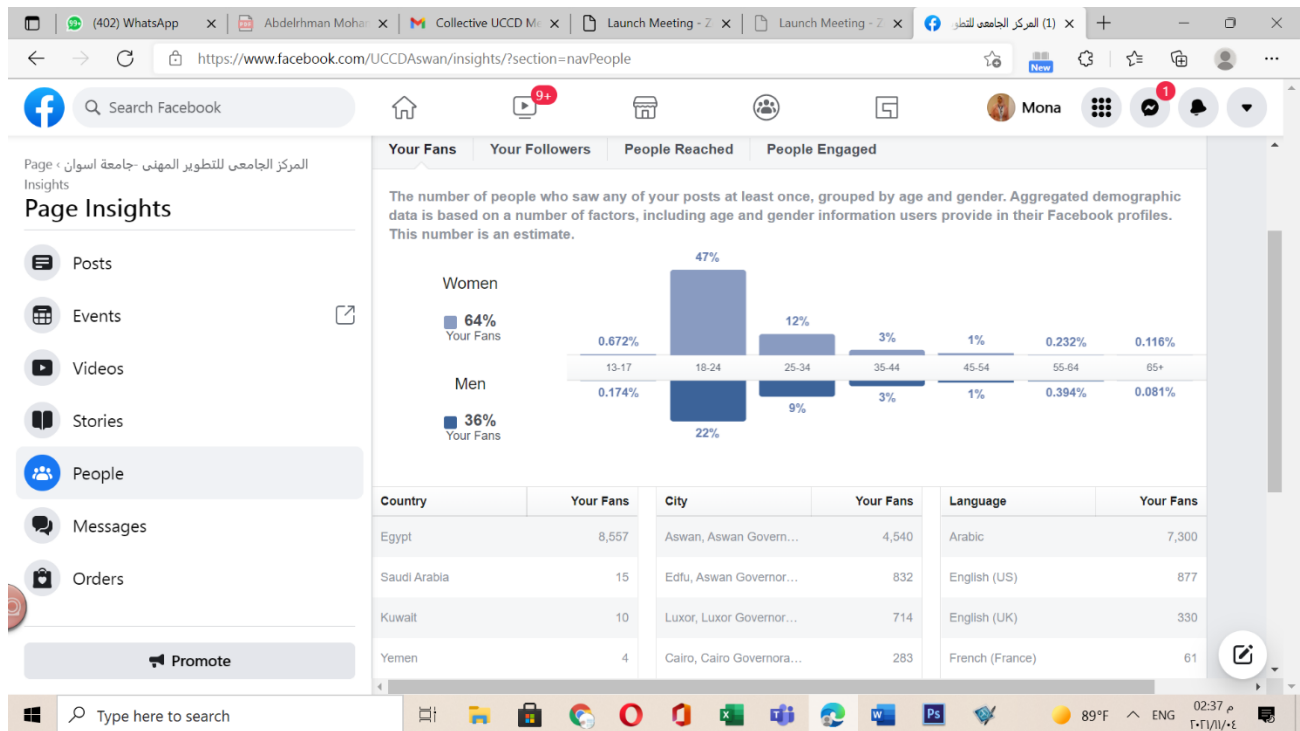 (402) WhatsApp
Abdelrhman Moha
Collective UCCD M
Launch Meeting - Z
Launch Meeting - Z
(1) المركز الجامعى للتطو
https://www.facebook.com/UCCDAswan/insights/?section=navPeople
New
Search Facebook
9+
Mona
1
المركز الجامعى للتطوير المهنى -جامعة اسوان › Page
Insights
Page Insights
Posts
Events
Videos
Stories
People
Messages
Orders
Promote
Your Fans Your Followers People Reached People Engaged
The number of people who saw any of your posts at least once, grouped by age and gender. Aggregated demographic
data is based on a number of factors, including age and gender information users provide in their Facebook profiles.
This number is an estimate.
Women
64%
Your Fans
0.672% 47% 12% 3% 1% 0.232% 0.116%
13-17 18-24 25-34 35-44 45-54 55-64 65+
Men
36%
Your Fans
0.174% 22% 9% 3% 1% 0.394% 0.081%
Country Your Fans City Your Fans Language Your Fans
Egypt 8,557 Aswan, Aswan Govern... 4,540 Arabic 7,300
Saudi Arabia 15 Edfu, Aswan Governor... 832 English (US) 877
Kuwait 10 Luxor, Luxor Governor... 714 English (UK) 330
Yemen 4 Cairo, Cairo Governora... 283 French (France) 61
Type here to search
89°F ENG
02:37 م
٢٠٢١/١١/٠٤